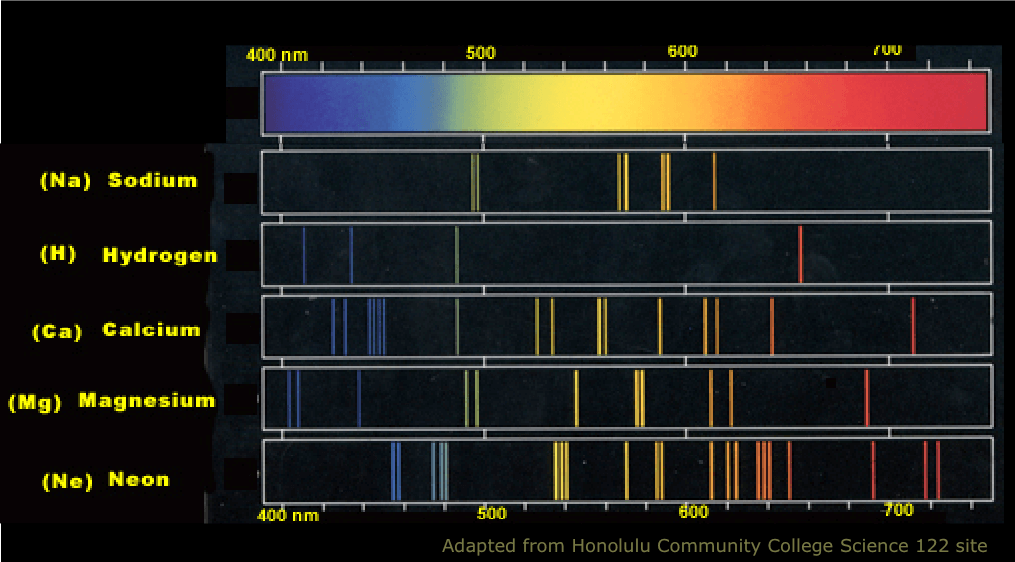 400 nm 500 600 700
(Na) Sodium
(H) Hydrogen
(Ca) Calcium
(Mg) Magnesium
(Ne) Neon
400 nm 500 600 700
Adapted from Honolulu Community College Science 122 site